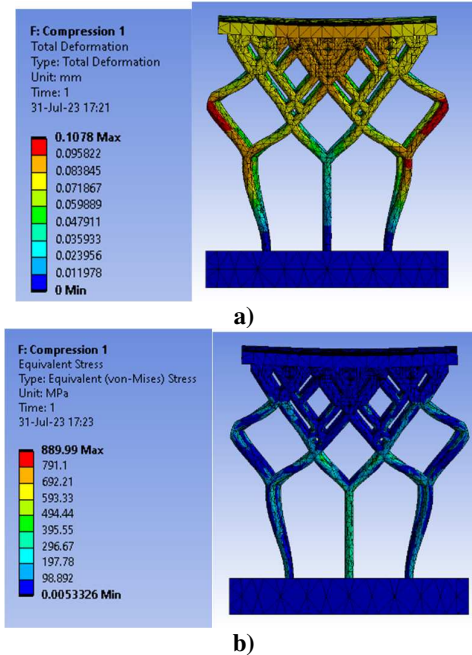 F: Compression 1
Total Deformation
Type: Total Deformation
Unit: mm
Time: 1
31-Jul-23 17:21
0.1078 Max
0.095822
0.083845
0.071867
0.059889
0.047911
0.035933
0.023956
0.011978
0 Min
a)
F: Compression 1
Equivalent Stress
Type: Equivalent (von-Mises) Stress
Unit: MPa
Time: 1
31-Jul-23 17:23
889.99 Max
791.1
692.21
593.33
494.44
395.55
296.67
197.78
98.892
0.0053326 Min
b)